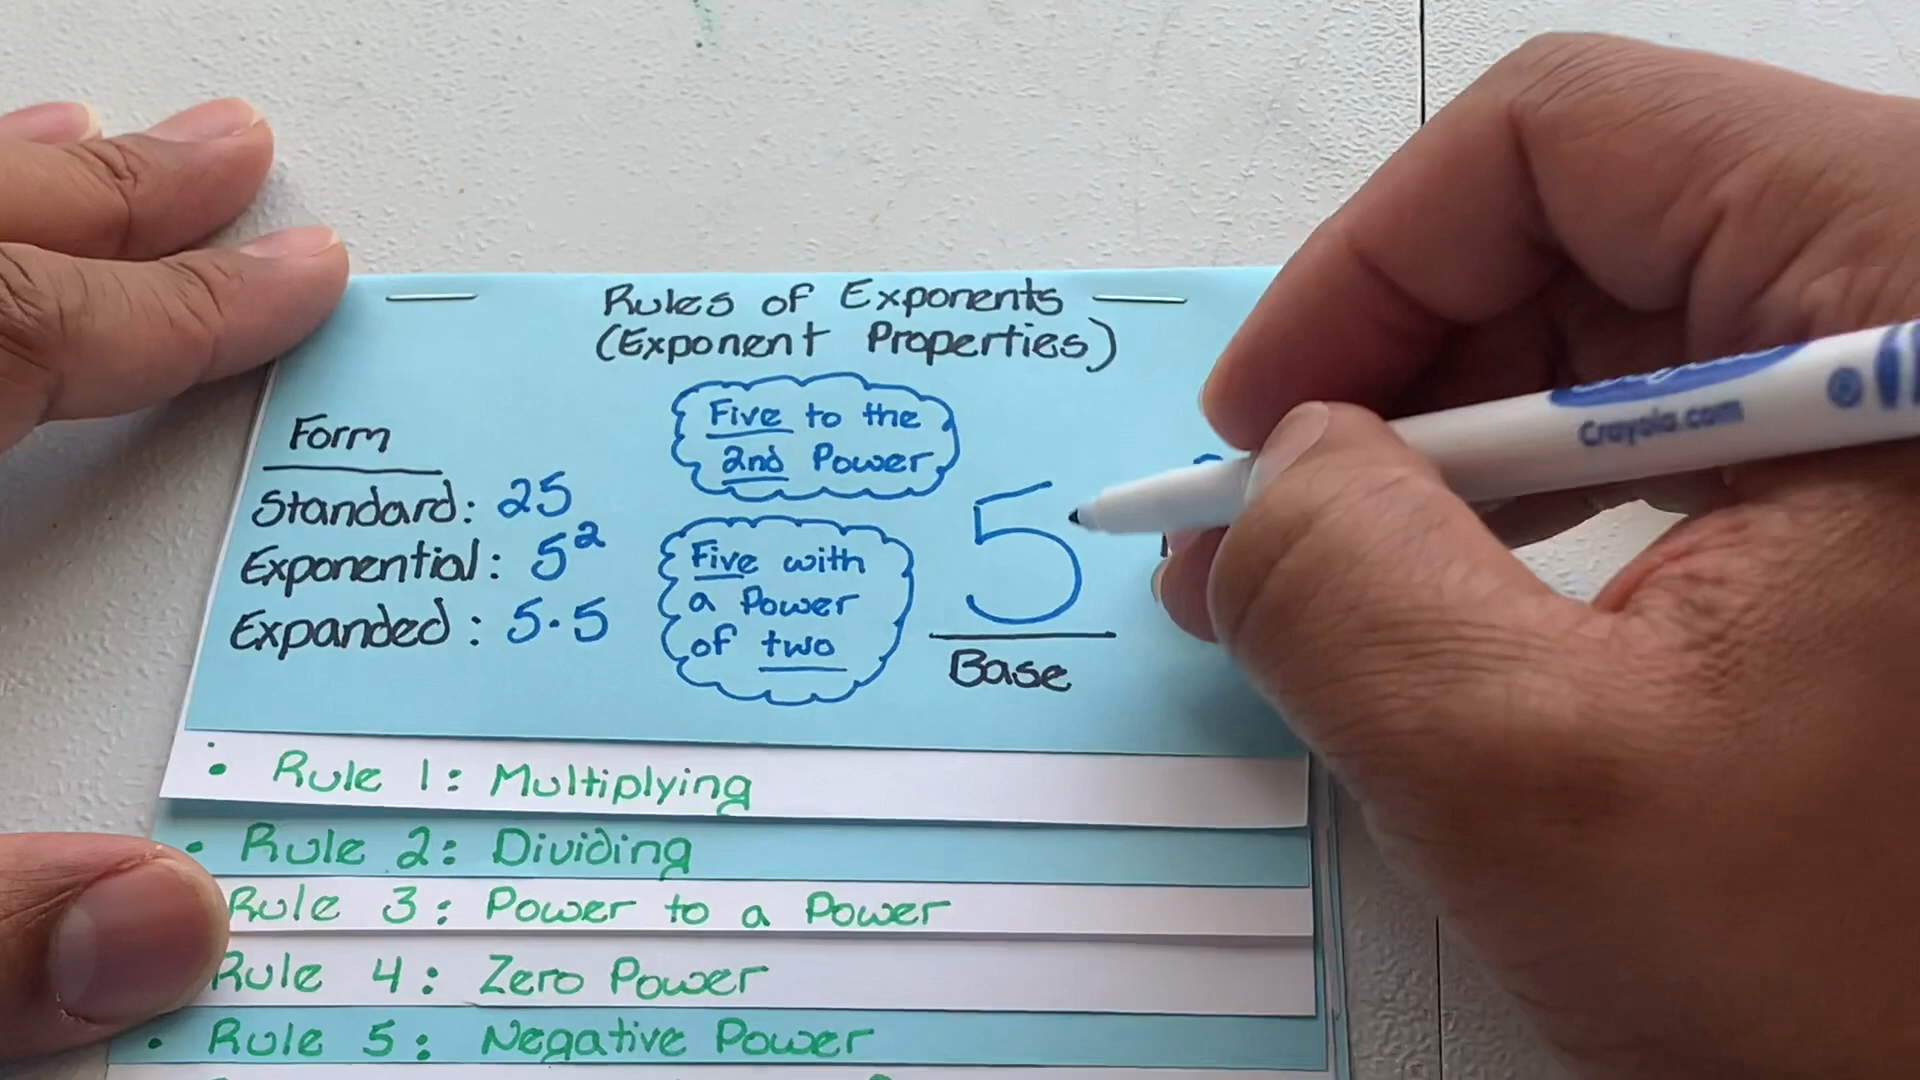 Rules of Exponents
(Exponent Properties)
Form
Standard: 25
Exponential: 5²
Expanded: 5·5
Five to the
2nd Power
Five with
a Power
of two
5
Base
• Rule 1: Multiplying
• Rule 2: Dividing
Rule 3: Power to a Power
Rule 4: Zero Power
• Rule 5: Negative Power
Crayola.com